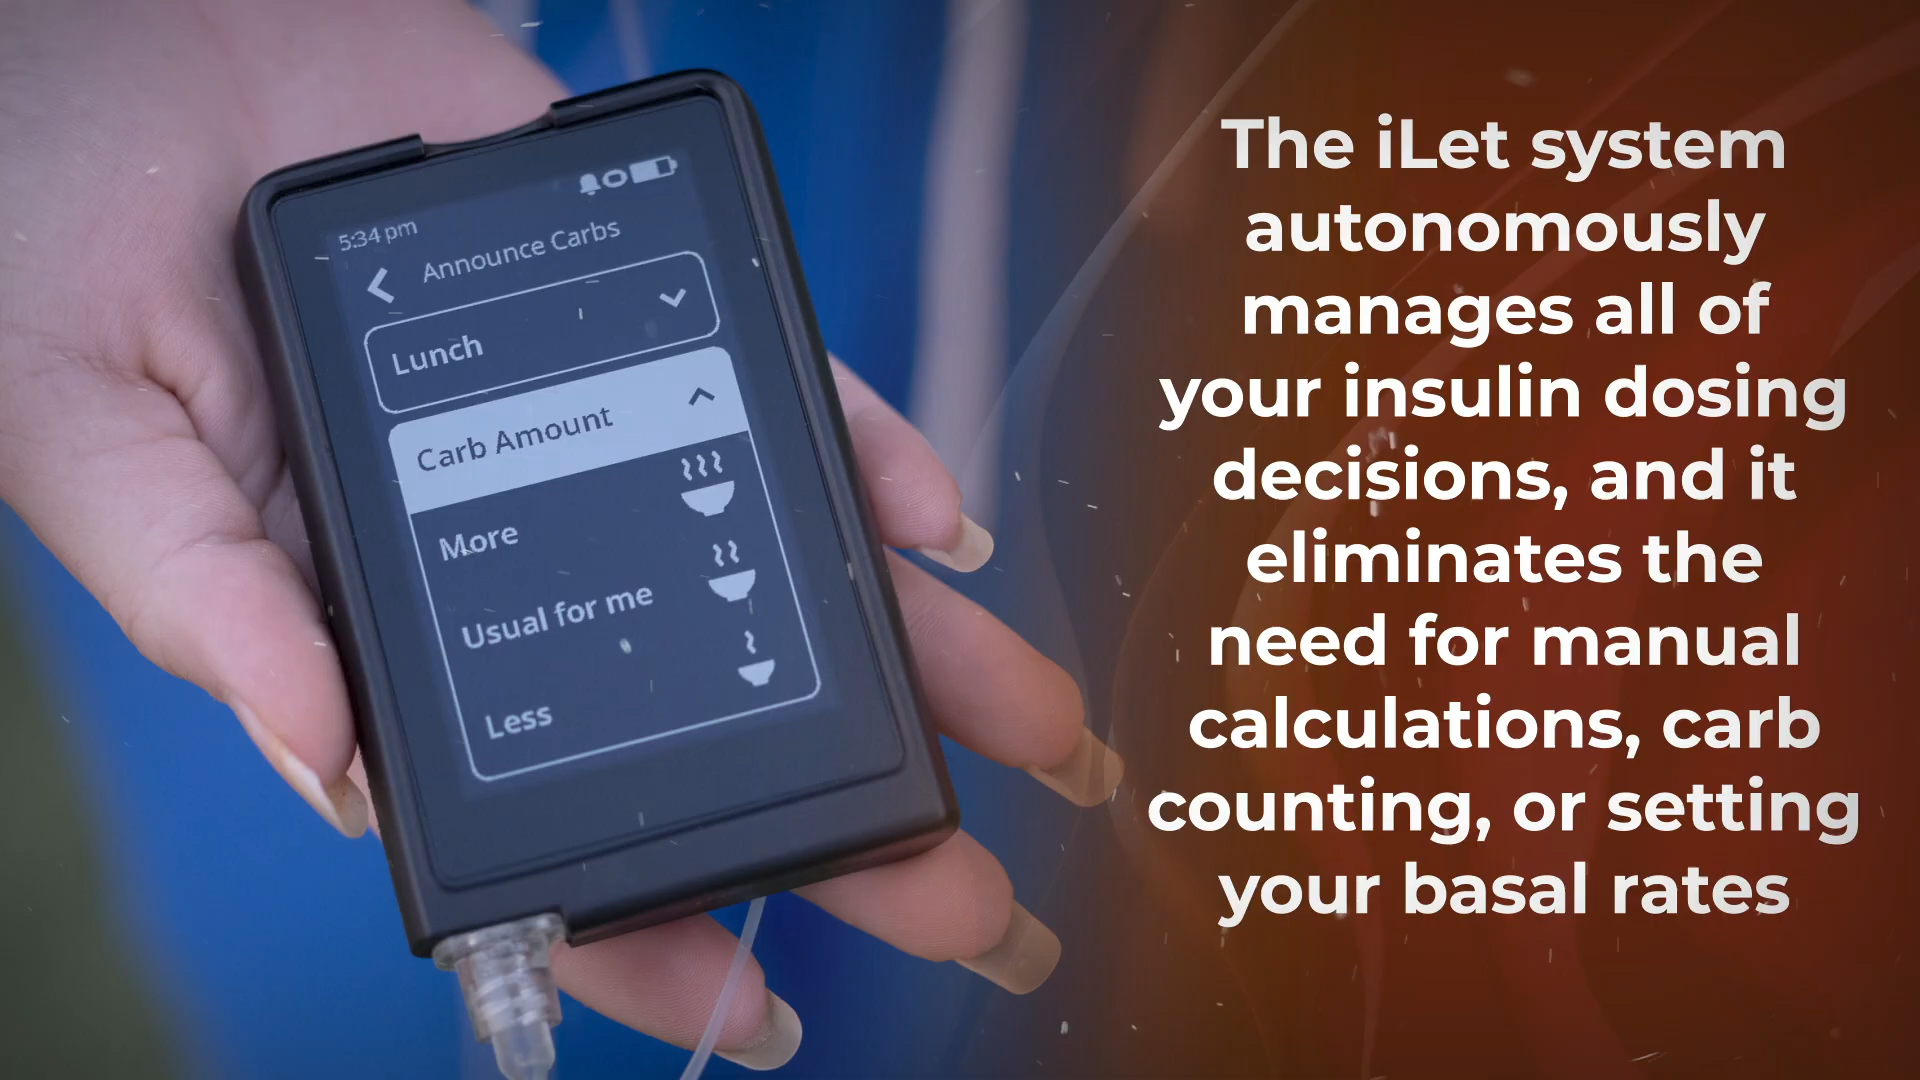 5:34 pm
Announce Carbs
Lunch
Carb Amount
More
Usual for me
Less
The iLet system
autonomously
manages all of
your insulin dosing
decisions, and it
eliminates the
need for manual
calculations, carb
counting, or setting
your basal rates